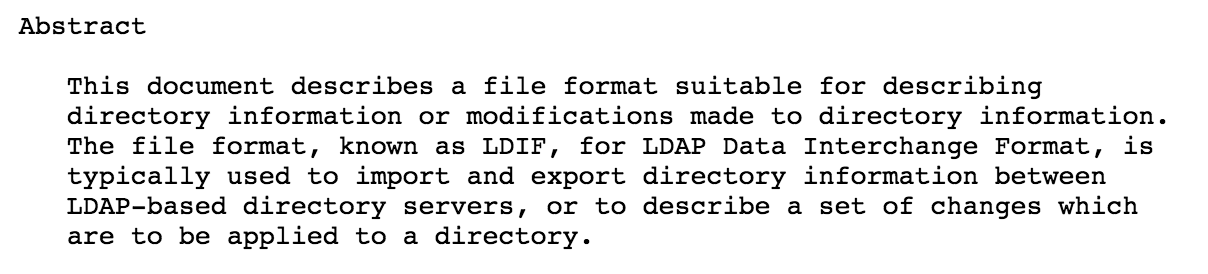 Abstract
This document describes a file format suitable for describing
directory information or modifications made to directory information.
The file format, known as LDIF, for LDAP Data Interchange Format, is
typically used to import and export directory information between
LDAP-based directory servers, or to describe a set of changes which
are to be applied to a directory.